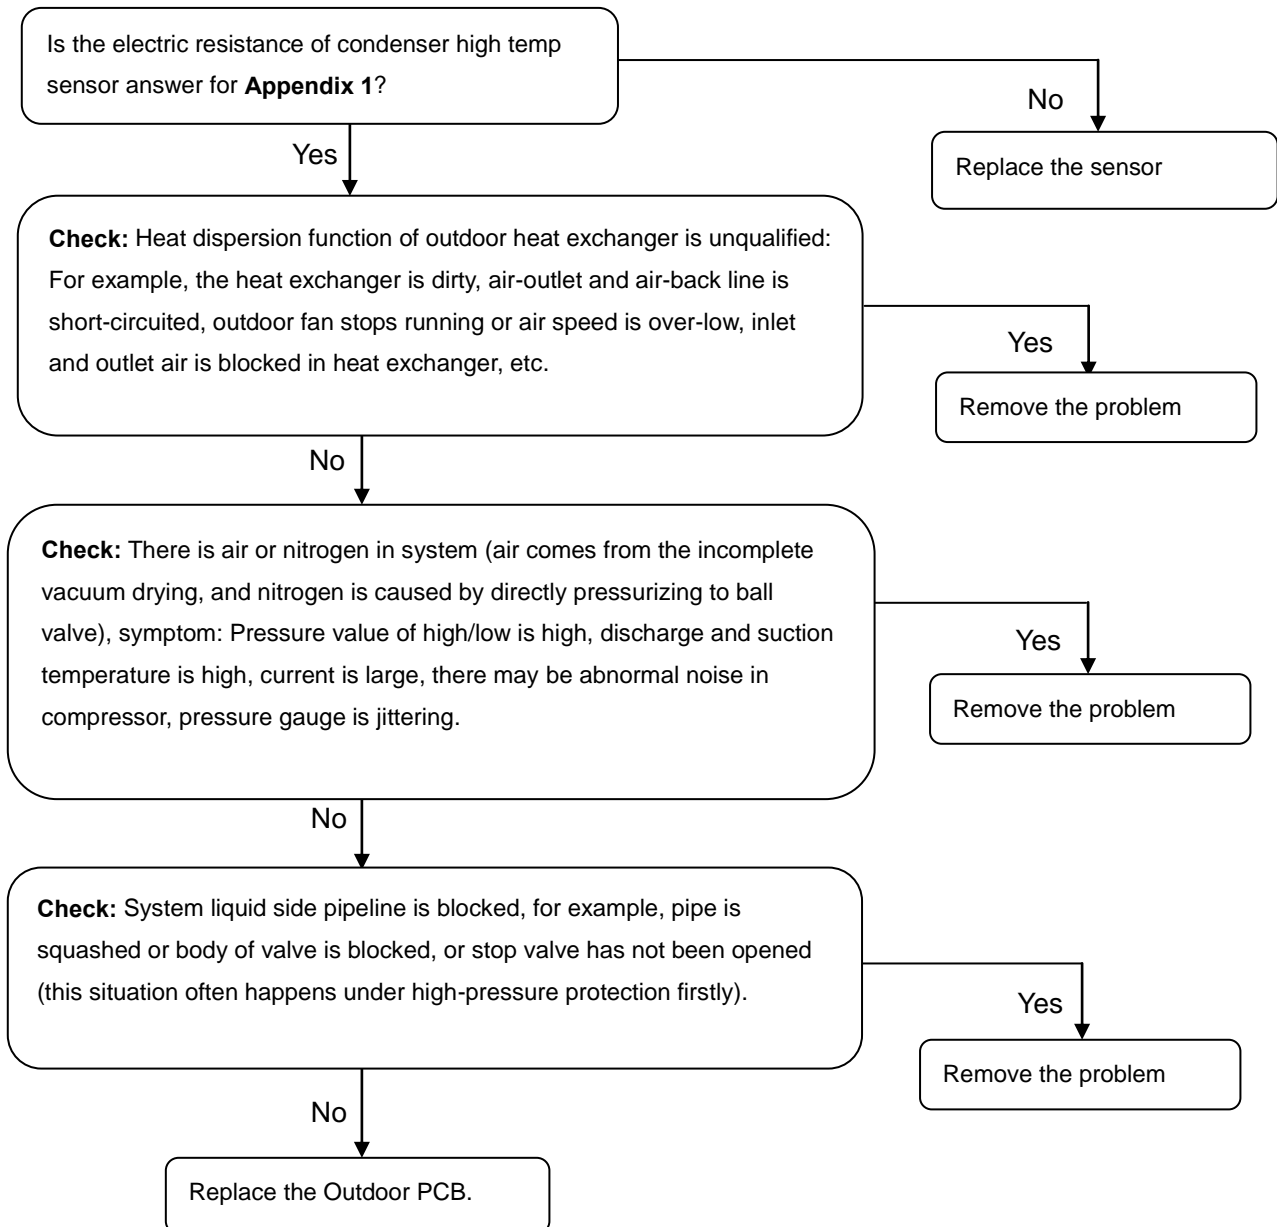 Is the electric resistance of condenser high temp
sensor answer for Appendix 1?
No
Yes
Replace the sensor
Check: Heat dispersion function of outdoor heat exchanger is unqualified:
For example, the heat exchanger is dirty, air-outlet and air-back line is
short-circuited, outdoor fan stops running or air speed is over-low, inlet
and outlet air is blocked in heat exchanger, etc.
Yes
Remove the problem
No
Check: There is air or nitrogen in system (air comes from the incomplete
vacuum drying, and nitrogen is caused by directly pressurizing to ball
valve), symptom: Pressure value of high/low is high, discharge and suction
temperature is high, current is large, there may be abnormal noise in
compressor, pressure gauge is jittering.
Yes
Remove the problem
No
Check: System liquid side pipeline is blocked, for example, pipe is
squashed or body of valve is blocked, or stop valve has not been opened
(this situation often happens under high-pressure protection firstly).
Yes
Remove the problem
No
Replace the Outdoor PCB.